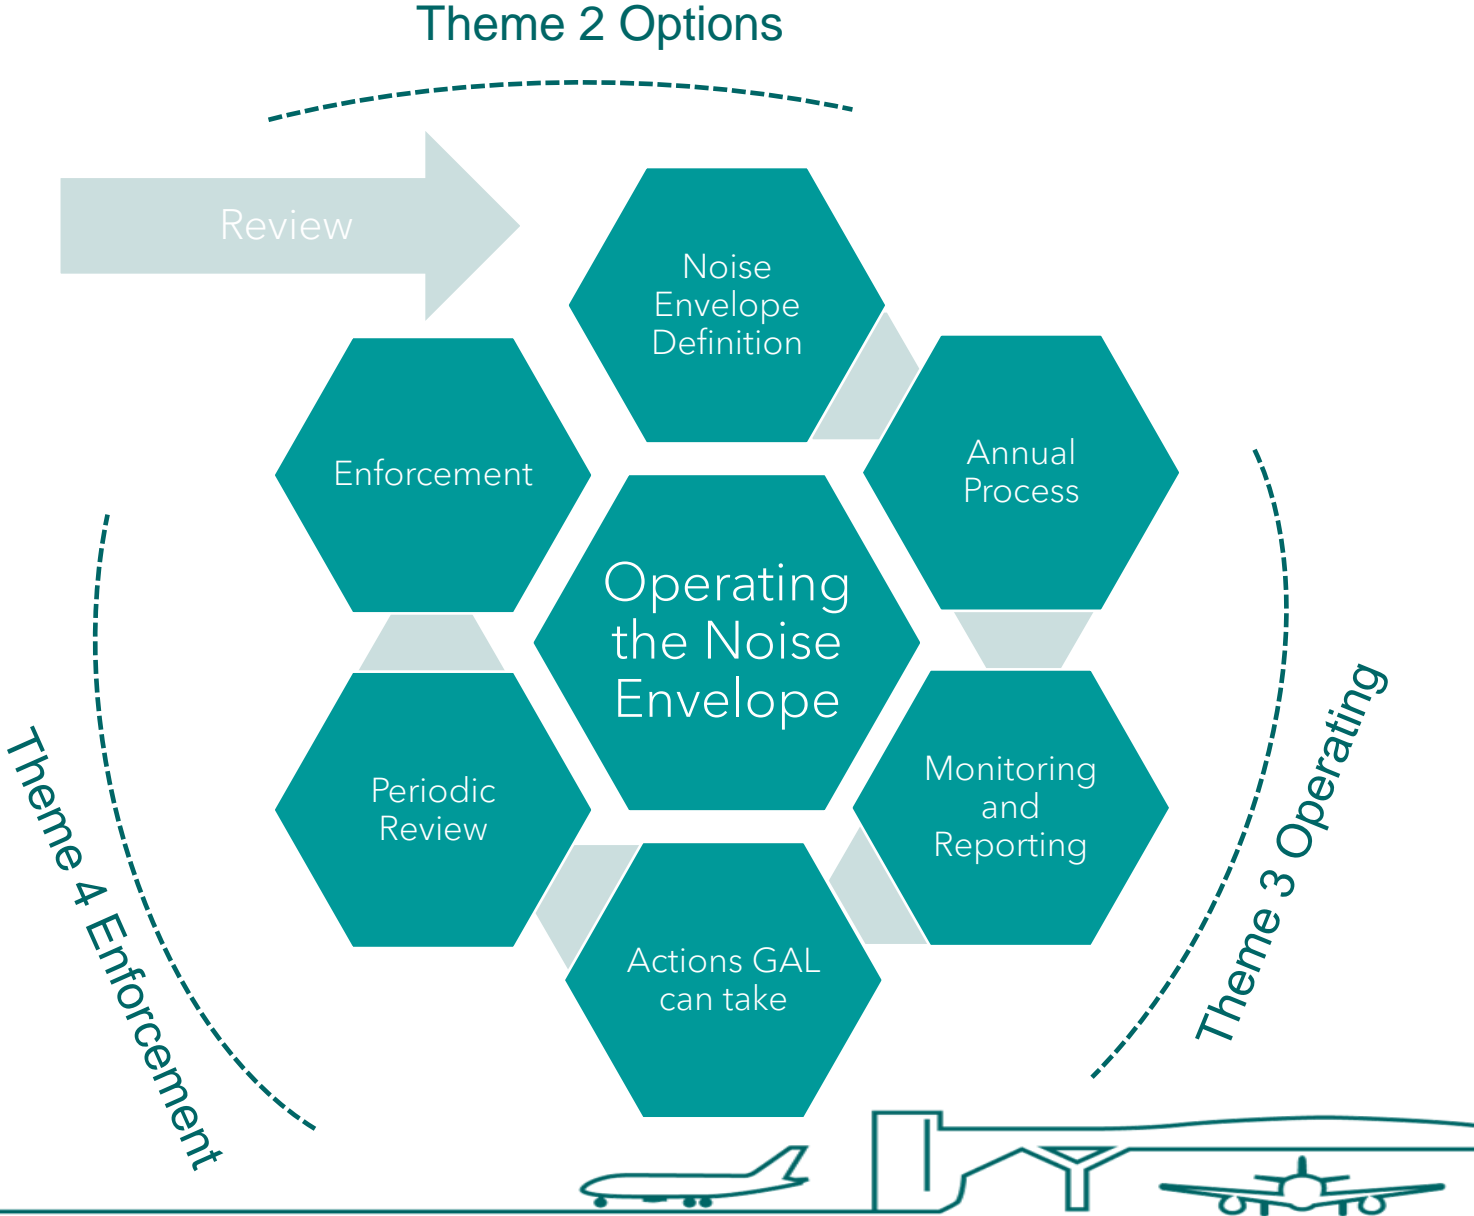 Theme 2 Options
Review
Noise
Envelope
Definition
Annual
Process
Monitoring
and
Reporting
Actions GAL
can take
Periodic
Review
Enforcement
Operating
the Noise
Envelope
Theme 3 Operating
Theme 4 Enforcement